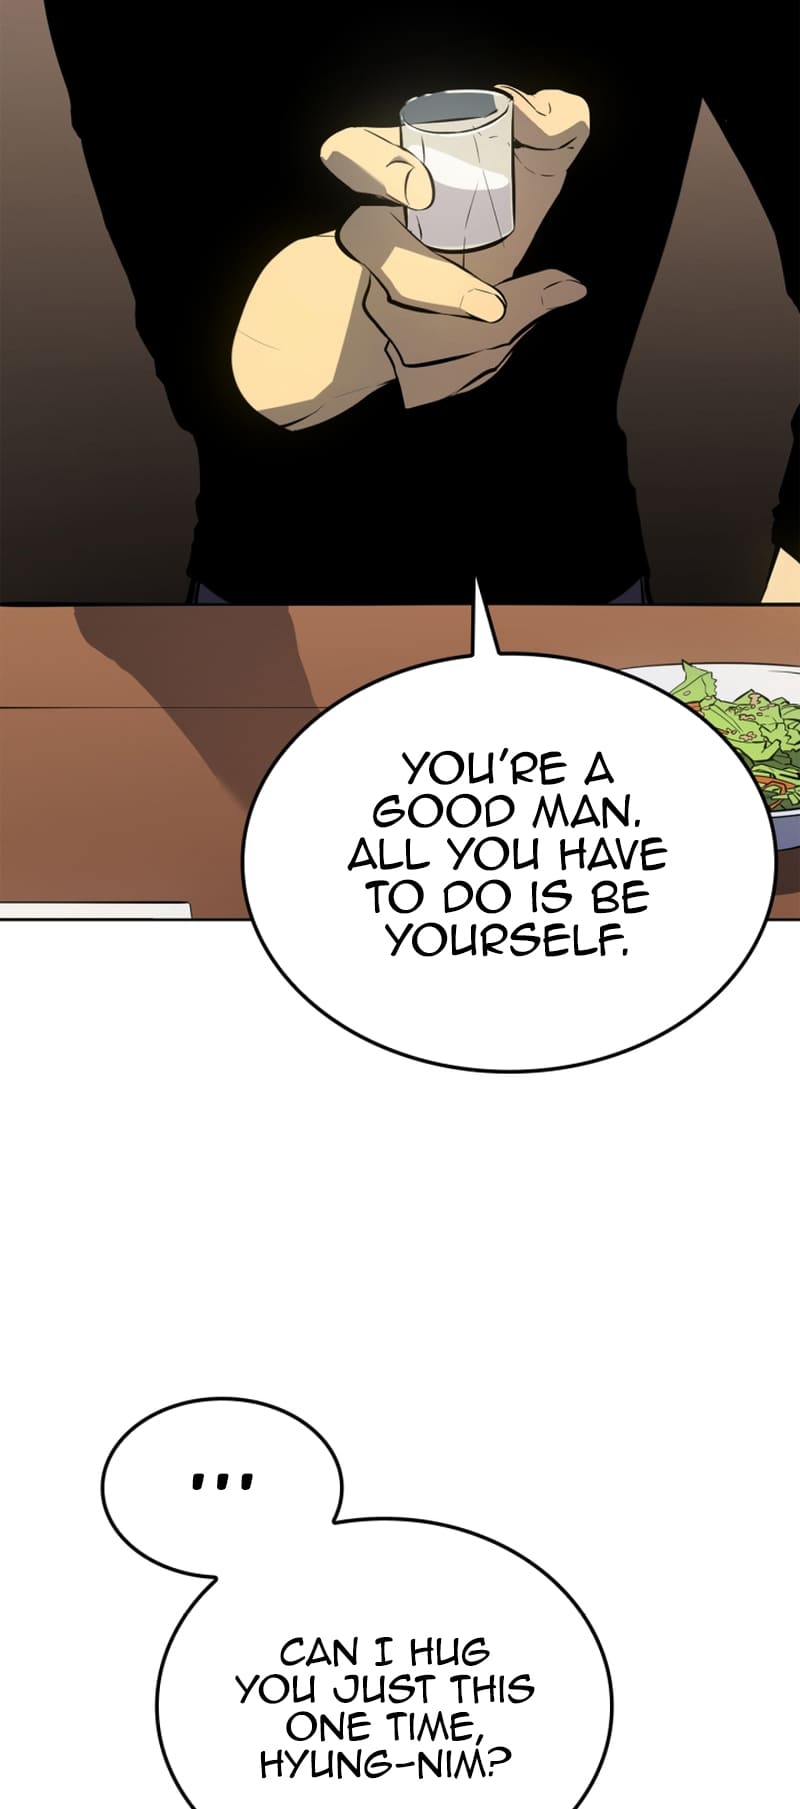 YOU'RE A
GOOD MAN.
ALL YOU HAVE
TO DO IS BE
YOURSELF.
...
CAN I HUG
YOU JUST THIS
ONE TIME,
HYUNG-NIM?